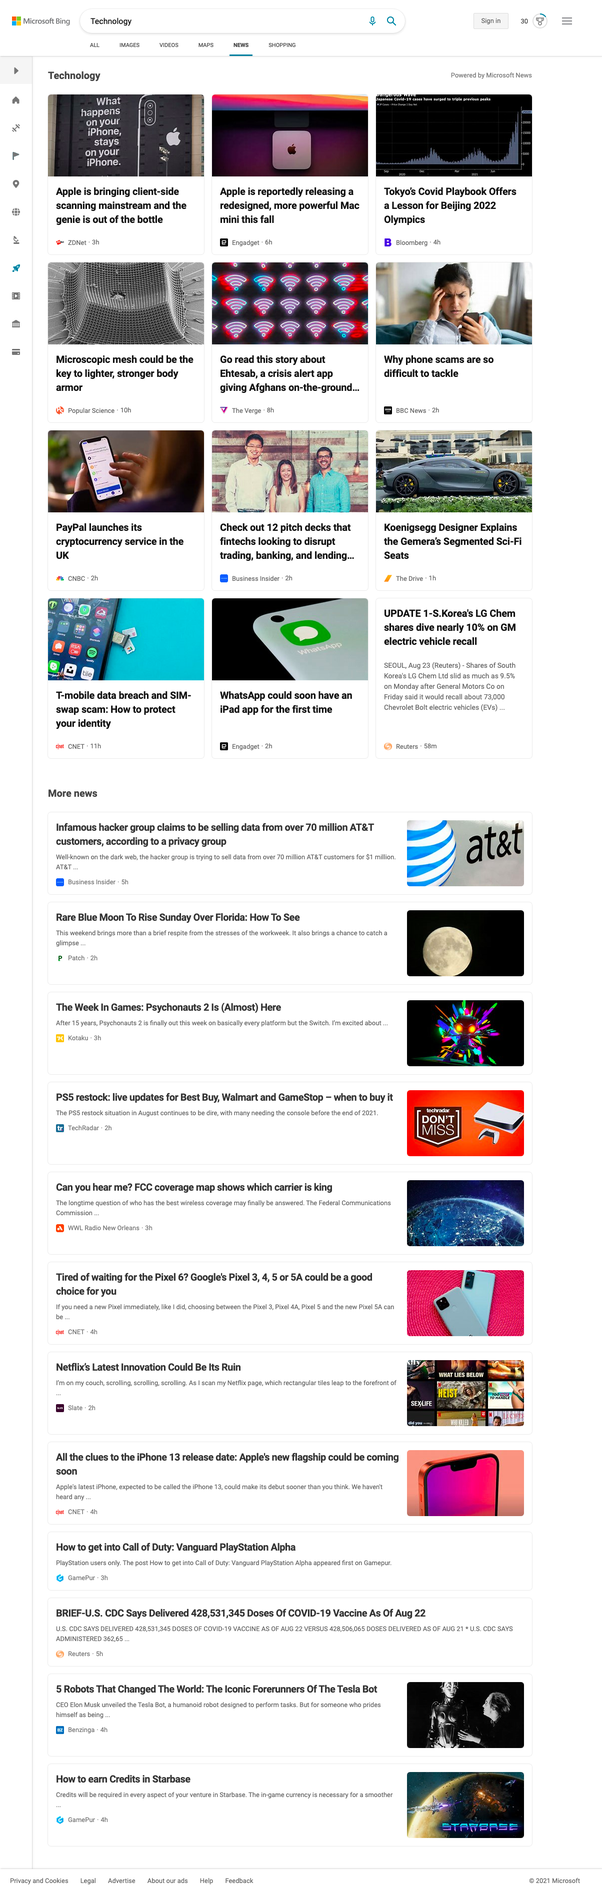 Microsoft Bing
Technology
Sign in
30
ALL
IMAGES
VIDEOS
MAPS
NEWS
SHOPPING
Technology
Powered by Microsoft News
What
happens
on your
iPhone,
stays
on your
iPhone.
Apple is bringing client-side
scanning mainstream and the
genie is out of the bottle
ZDNet · 3h
Apple is reportedly releasing a
redesigned, more powerful Mac
mini this fall
Engadget · 6h
Japanese Covid-19 cases have surged to triple previous peaks
Tokyo's Covid Playbook Offers
a Lesson for Beijing 2022
Olympics
Bloomberg · 4h
Microscopic mesh could be the
key to lighter, stronger body
armor
Popular Science · 10h
Go read this story about
Ehtesab, a crisis alert app
giving Afghans on-the-ground...
The Verge · 8h
Why phone scams are so
difficult to tackle
BBC News · 2h
PayPal launches its
cryptocurrency service in the
UK
CNBC · 2h
Check out 12 pitch decks that
fintechs looking to disrupt
trading, banking, and lending...
Business Insider · 2h
Koenigsegg Designer Explains
the Gemera's Segmented Sci-Fi
Seats
The Drive · 1h
T-mobile data breach and SIM-
swap scam: How to protect
your identity
CNET · 11h
WhatsApp
WhatsApp could soon have an
iPad app for the first time
Engadget · 2h
UPDATE 1-S.Korea's LG Chem
shares dive nearly 10% on GM
electric vehicle recall
SEOUL, Aug 23 (Reuters) - Shares of South
Korea's LG Chem Ltd slid as much as 9.5%
on Monday after General Motors Co on
Friday said it would recall about 73,000
Chevrolet Bolt electric vehicles (EVs) ...
Reuters · 58m
More news
Infamous hacker group claims to be selling data from over 70 million AT&T
customers, according to a privacy group
Well-known on the dark web, the hacker group is trying to sell data from over 70 million AT&T customers for $1 million.
AT&T ...
Business Insider · 5h
at&t
Rare Blue Moon To Rise Sunday Over Florida: How To See
This weekend brings more than a brief respite from the stresses of the workweek. It also brings a chance to catch a
glimpse ...
Patch · 2h
The Week In Games: Psychonauts 2 Is (Almost) Here
After 15 years, Psychonauts 2 is finally out this week on basically every platform but the Switch. I'm excited about ...
Kotaku · 3h
PS5 restock: live updates for Best Buy, Walmart and GameStop – when to buy it
The PS5 restock situation in August continues to be dire, with many needing the console before the end of 2021.
TechRadar · 2h
techradar
DON'T
MISS
Can you hear me? FCC coverage map shows which carrier is king
The longtime question of who has the best wireless coverage may finally be answered. The Federal Communications
Commission ...
WWL Radio New Orleans · 3h
Tired of waiting for the Pixel 6? Google's Pixel 3, 4, 5 or 5A could be a good
choice for you
If you need a new Pixel immediately, like I did, choosing between the Pixel 3, Pixel 4A, Pixel 5 and the new Pixel 5A can
be ...
CNET · 4h
Netflix's Latest Innovation Could Be Its Ruin
I'm on my couch, scrolling, scrolling, scrolling. As I scan my Netflix page, which rectangular tiles leap to the forefront of
...
Slate · 2h
WHAT LIES BELOW
SEX/LIFE
HEIST
TO HANDLE
All the clues to the iPhone 13 release date: Apple's new flagship could be coming
soon
Apple's latest iPhone, expected to be called the iPhone 13, could make its debut sooner than you think. We haven't
heard any ...
CNET · 4h
How to get into Call of Duty: Vanguard PlayStation Alpha
PlayStation users only. The post How to get into Call of Duty: Vanguard PlayStation Alpha appeared first on Gamepur.
GamePur · 3h
BRIEF-U.S. CDC Says Delivered 428,531,345 Doses Of COVID-19 Vaccine As Of Aug 22
U.S. CDC SAYS DELIVERED 428,531,345 DOSES OF COVID-19 VACCINE AS OF AUG 22 VERSUS 428,506,065 DOSES DELIVERED AS OF AUG 21 * U.S. CDC SAYS
ADMINISTERED 362,65 ...
Reuters · 5h
5 Robots That Changed The World: The Iconic Forerunners Of The Tesla Bot
CEO Elon Musk unveiled the Tesla Bot, a humanoid robot designed to perform tasks. But for someone who prides
himself as being ...
Benzinga · 4h
How to earn Credits in Starbase
Credits will be required in every aspect of your venture in Starbase. The in-game currency is necessary for a smoother
...
GamePur · 4h
STARBASE
Privacy and Cookies
Legal
Advertise
About our ads
Help
Feedback
© 2021 Microsoft